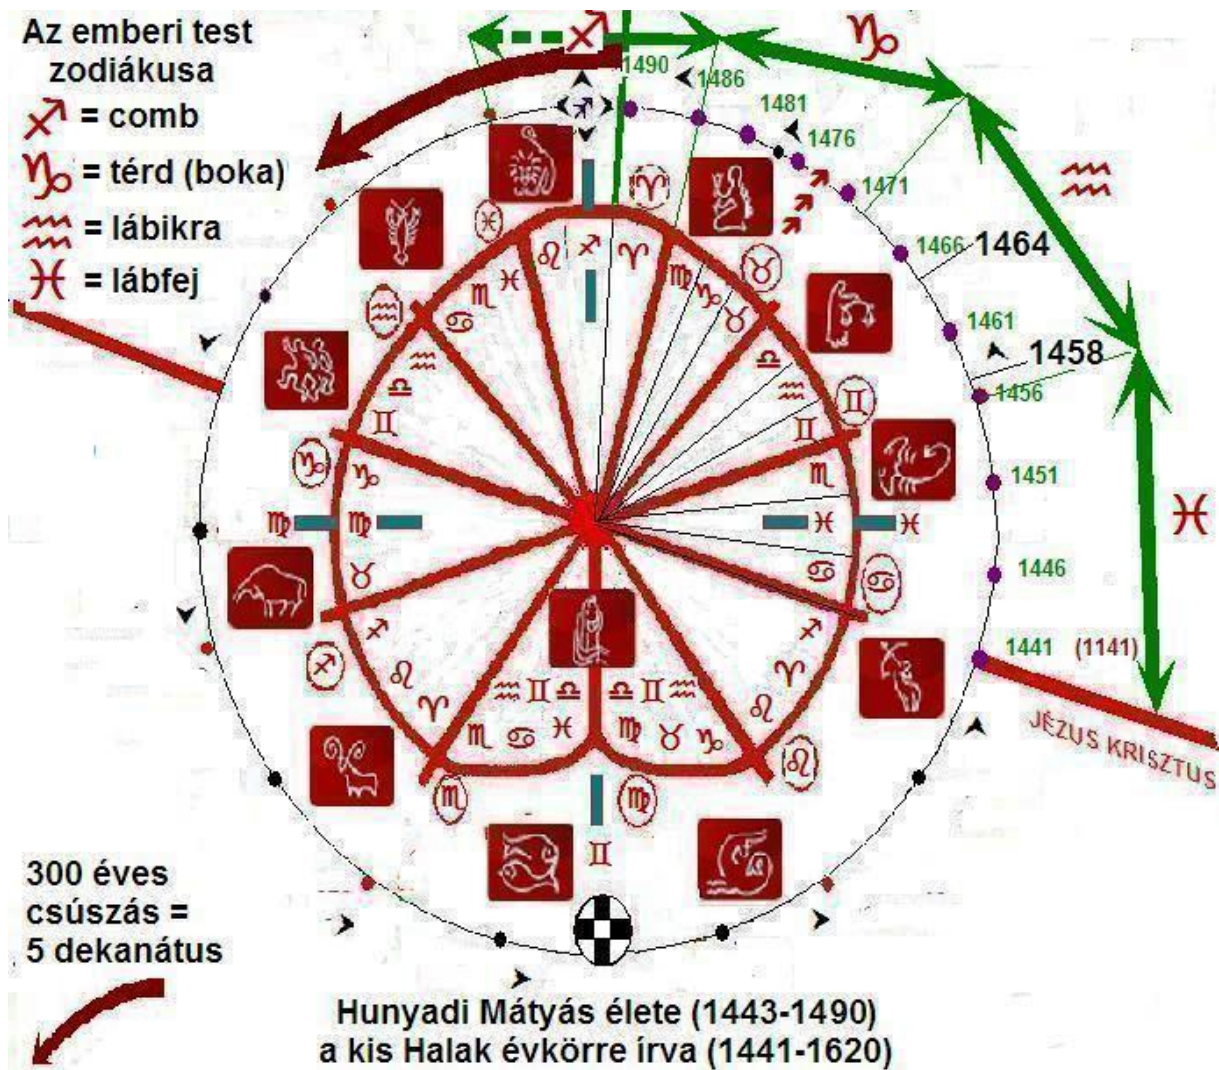 Az emberi test
zodiákusa
♐ = comb
♑ = térd (boka)
♒ = lábikra
♓ = lábfej
♐
♑
♒
♓
1490
1486
1481
1476
1471
1466
1464
1461
1458
1456
1451
1446
1441 (1141)
JÉZUS KRISZTUS
300 éves
csúszás =
5 dekanátus
Hunyadi Mátyás élete (1443-1490)
a kis Halak évkörre írva (1441-1620)